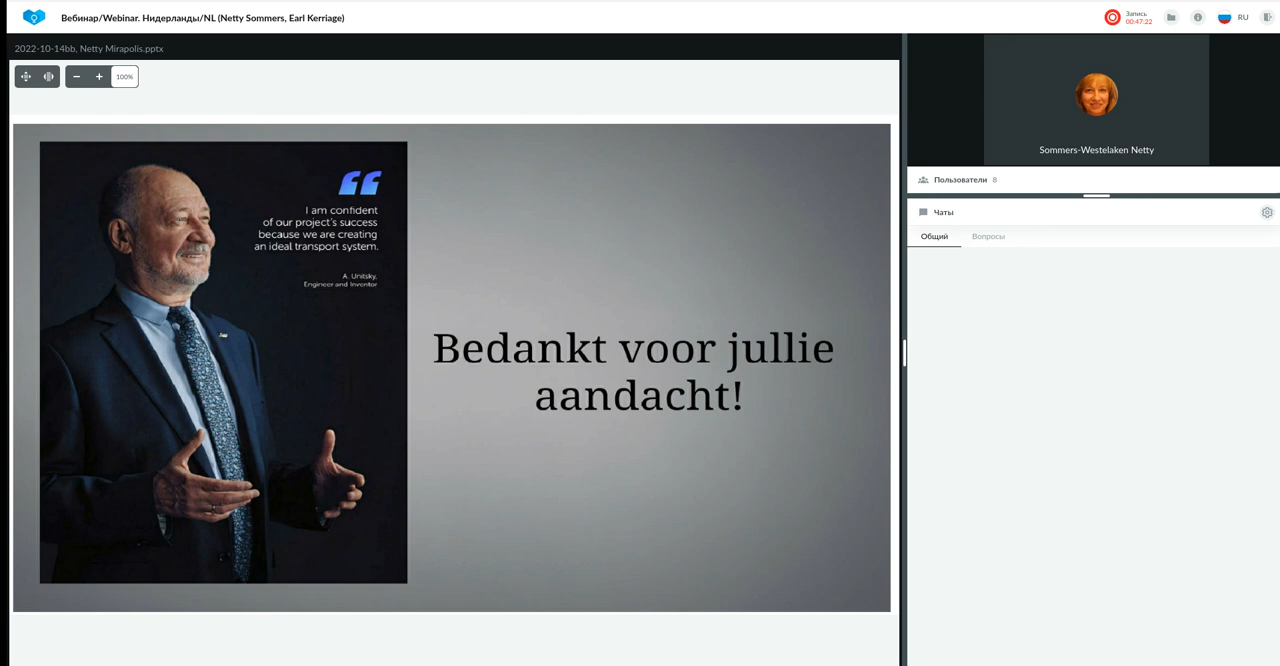 Вебинар/Webinar. Нидерланды/NL (Netty Sommers, Earl Kerriage)
Запись
00:47:22
RU
2022-10-14bb, Netty Mirapolis.pptx
100%
I am confident
of our project's success
because we are creating
an ideal transport system.
A. Unitsky,
Engineer and Inventor
Bedankt voor jullie
aandacht!
Sommers-Westelaken Netty
Пользователи 8
Чаты
Общий
Вопросы